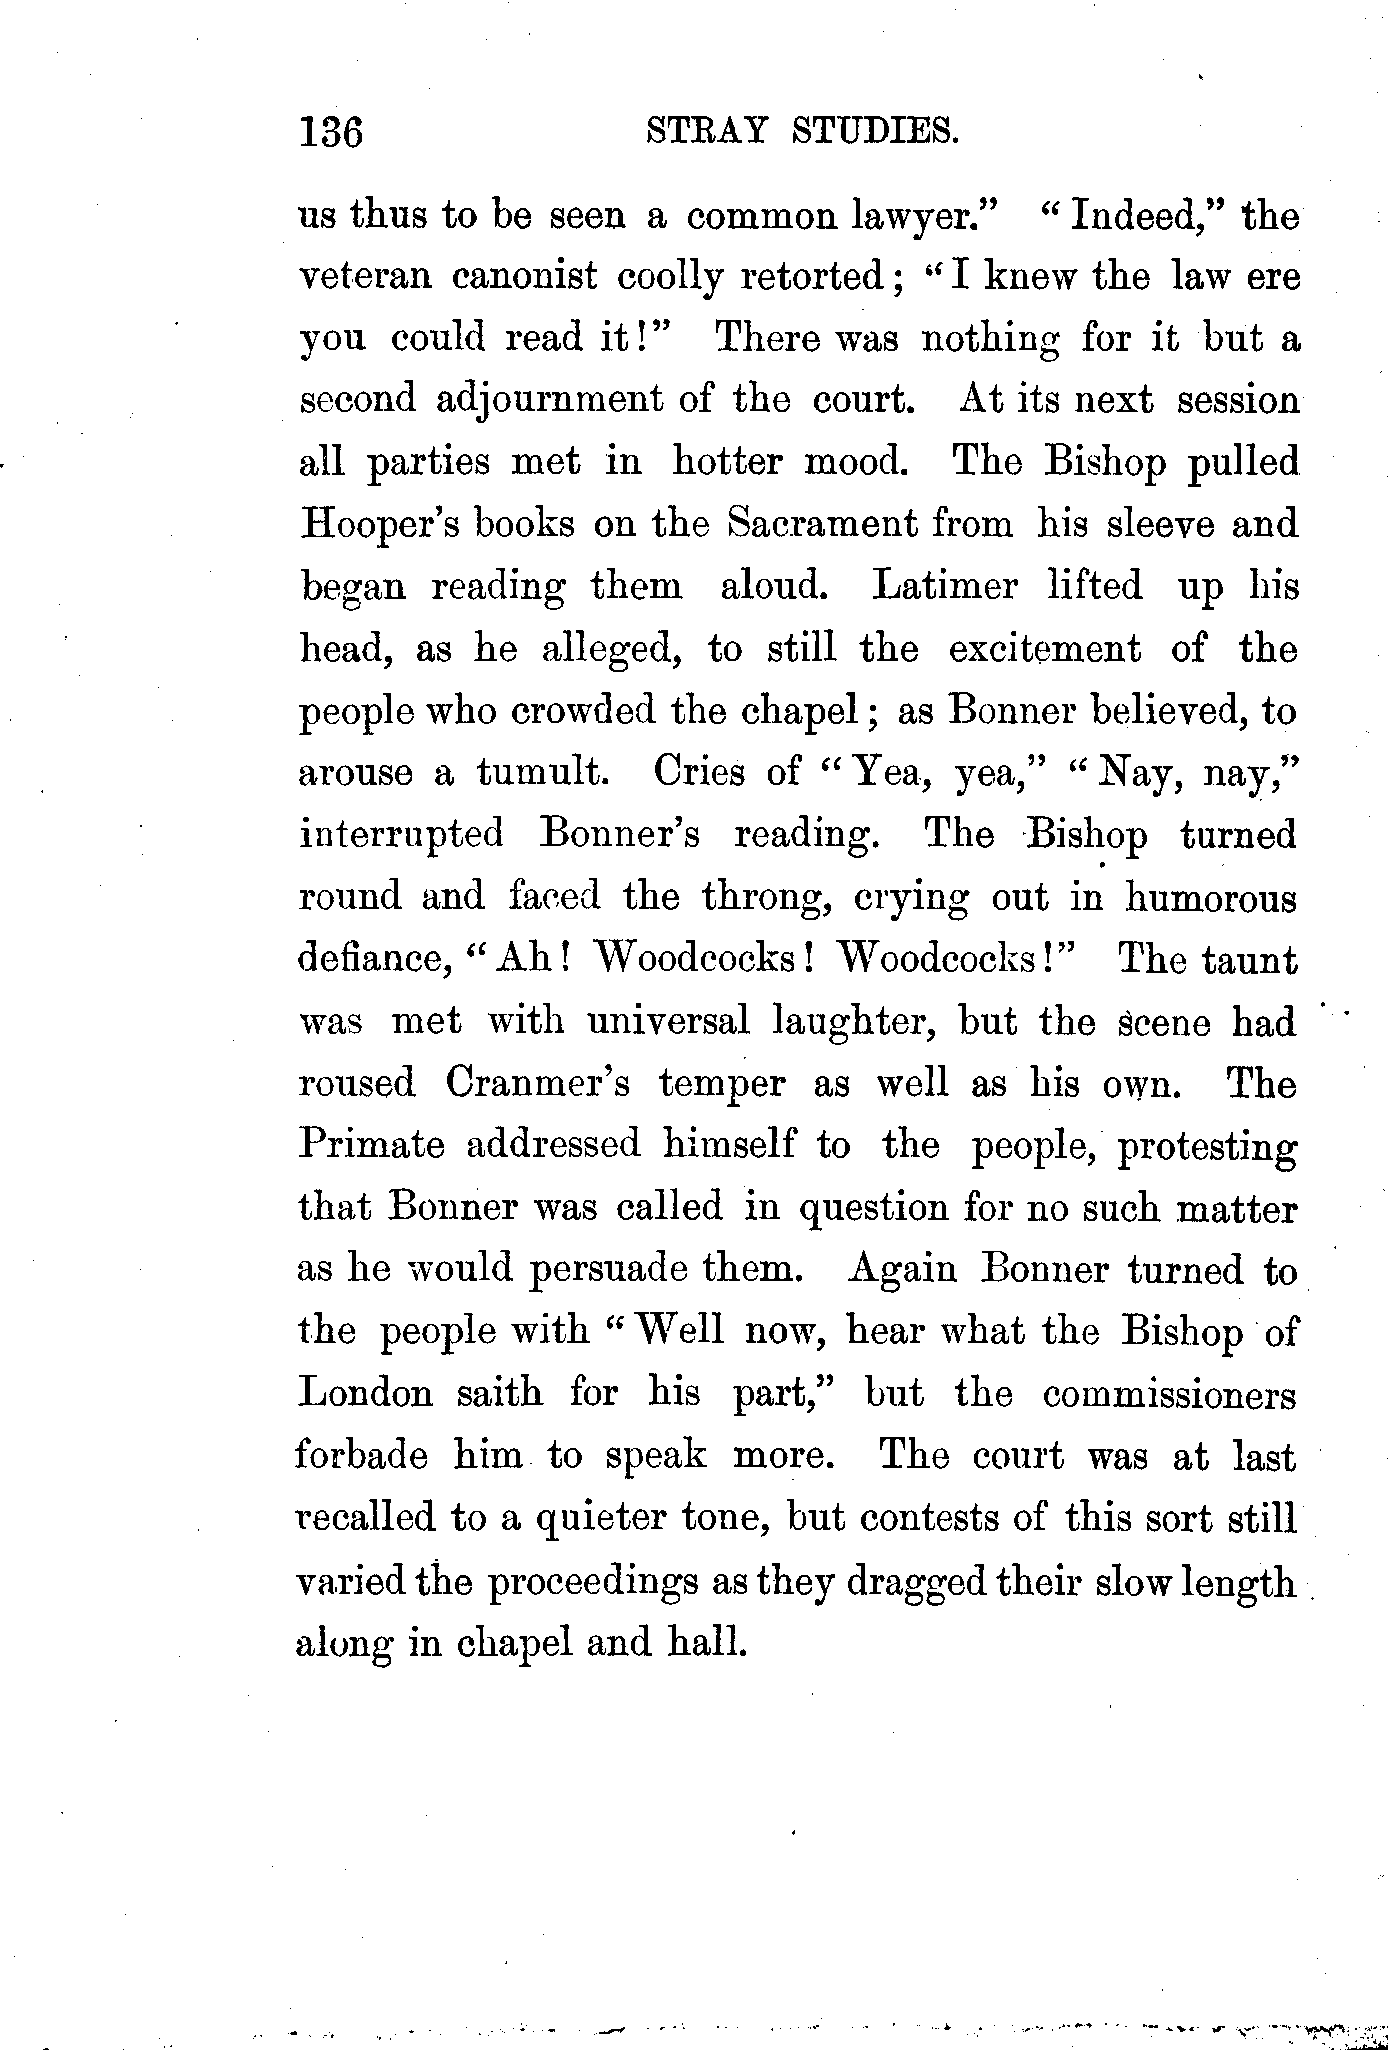 136 STRAY STUDIES.
us thus to be seen a common lawyer.” “ Indeed,” the
veteran canonist coolly retorted ; “ I knew the law ere
you could read it !” There was nothing for it but a
second adjournment of the court. At its next session
all parties met in hotter mood. The Bishop pulled
Hooper’s books on the Sacrament from his sleeve and
began reading them aloud. Latimer lifted up his
head, as he alleged, to still the excitement of the
people who crowded the chapel ; as Bonner believed, to
arouse a tumult. Cries of “ Yea, yea,” “ Nay, nay,”
interrupted Bonner’s reading. The Bishop turned
round and faced the throng, crying out in humorous
defiance, “ Ah ! Woodcocks ! Woodcocks !” The taunt
was met with universal laughter, but the scene had
roused Cranmer’s temper as well as his own. The
Primate addressed himself to the people, protesting
that Bonner was called in question for no such matter
as he would persuade them. Again Bonner turned to
the people with “ Well now, hear what the Bishop of
London saith for his part,” but the commissioners
forbade him to speak more. The court was at last
recalled to a quieter tone, but contests of this sort still
varied the proceedings as they dragged their slow length
along in chapel and hall.